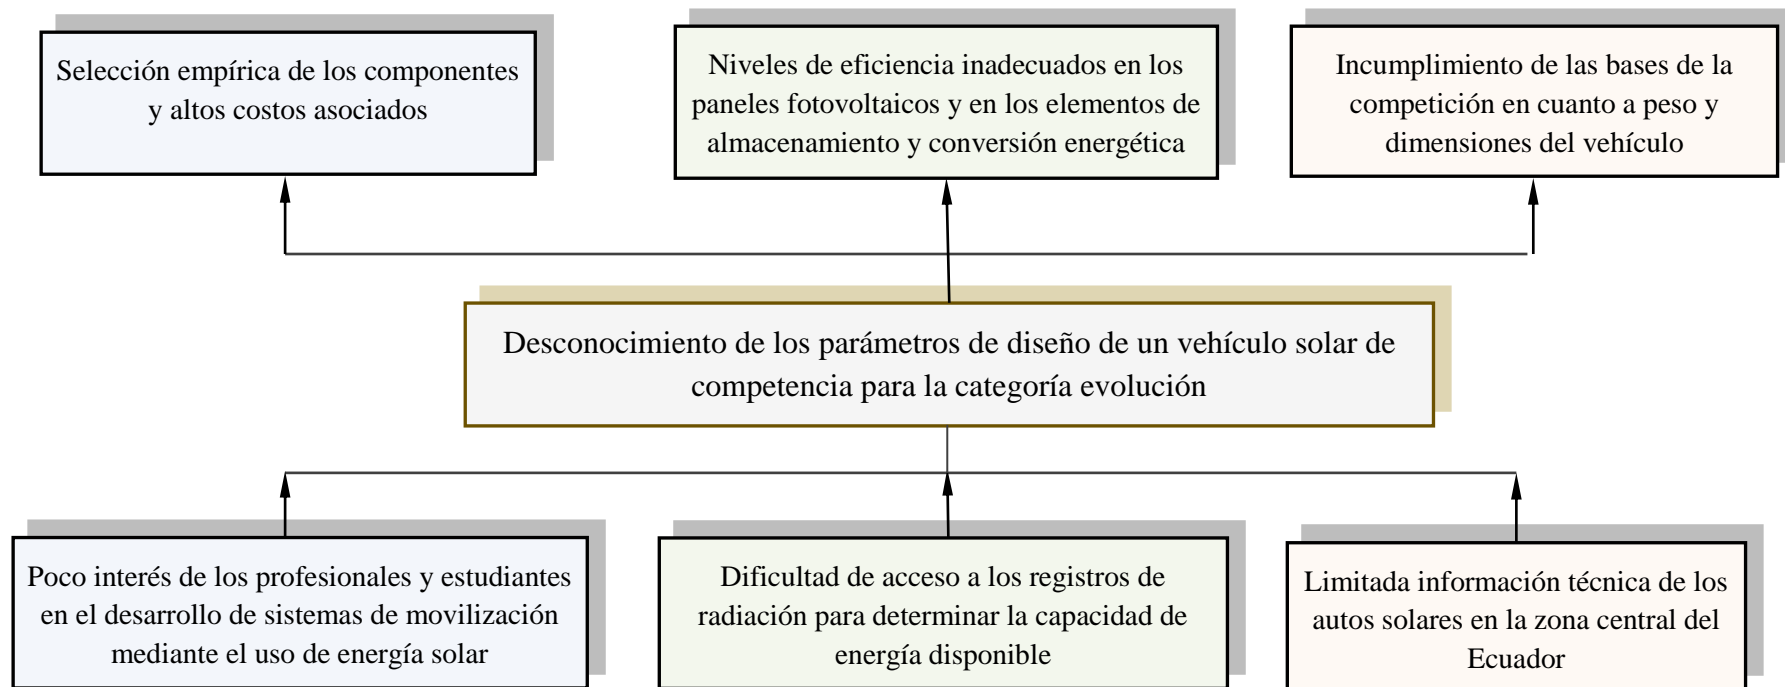 Selección empírica de los componentes
y altos costos asociados
Niveles de eficiencia inadecuados en los
paneles fotovoltaicos y en los elementos de
almacenamiento y conversión energética
Incumplimiento de las bases de la
competición en cuanto a peso y
dimensiones del vehículo
Desconocimiento de los parámetros de diseño de un vehículo solar de
competencia para la categoría evolución
Poco interés de los profesionales y estudiantes
en el desarrollo de sistemas de movilización
mediante el uso de energía solar
Dificultad de acceso a los registros de
radiación para determinar la capacidad de
energía disponible
Limitada información técnica de los
autos solares en la zona central del
Ecuador